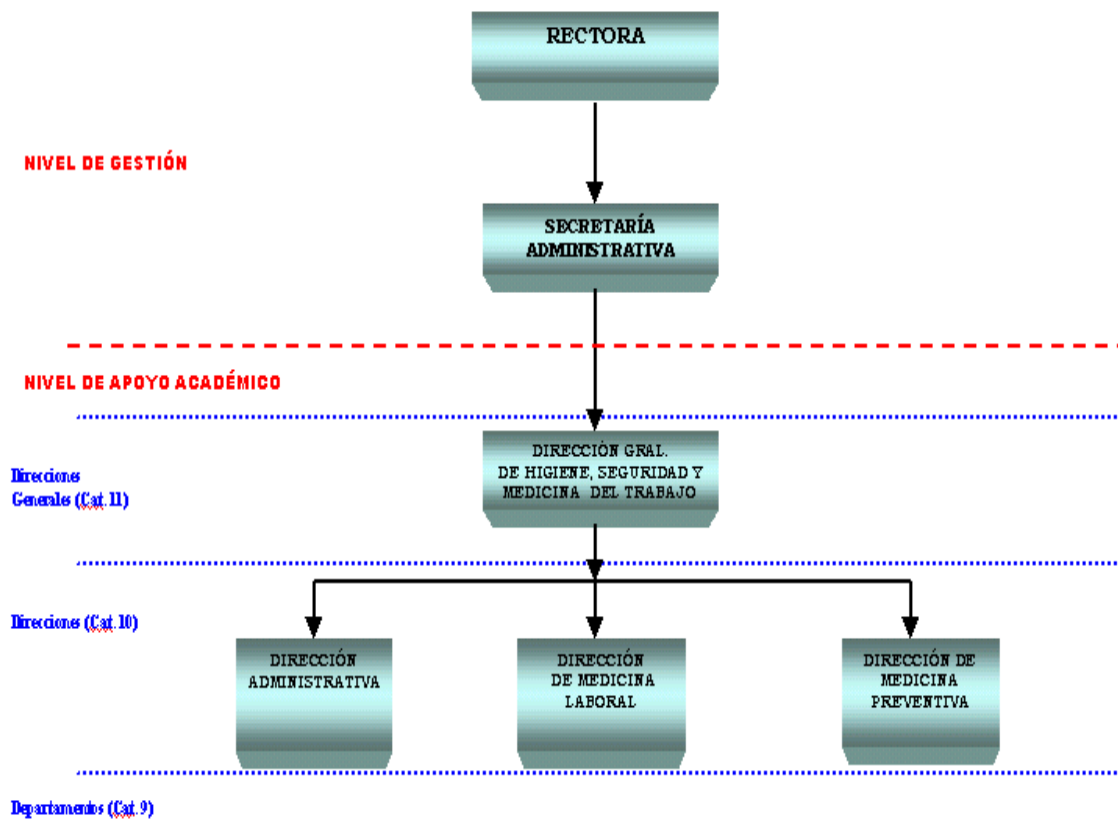 RECTORA
NIVEL DE GESTIÓN
SECRETARÍA
ADMINISTRATIVA
NIVEL DE APOYO ACADÉMICO
DIRECCIÓN GRAL.
DE HIGIENE, SEGURIDAD Y
MEDICINA DEL TRABAJO
Direcciones
Generales (Cat.11)
Direcciones (Cat.10)
DIRECCIÓN
ADMINISTRATIVA
DIRECCIÓN
DE MEDICINA
LABORAL
DIRECCIÓN DE
MEDICINA
PREVENTIVA
Departamentos (Cat.9)